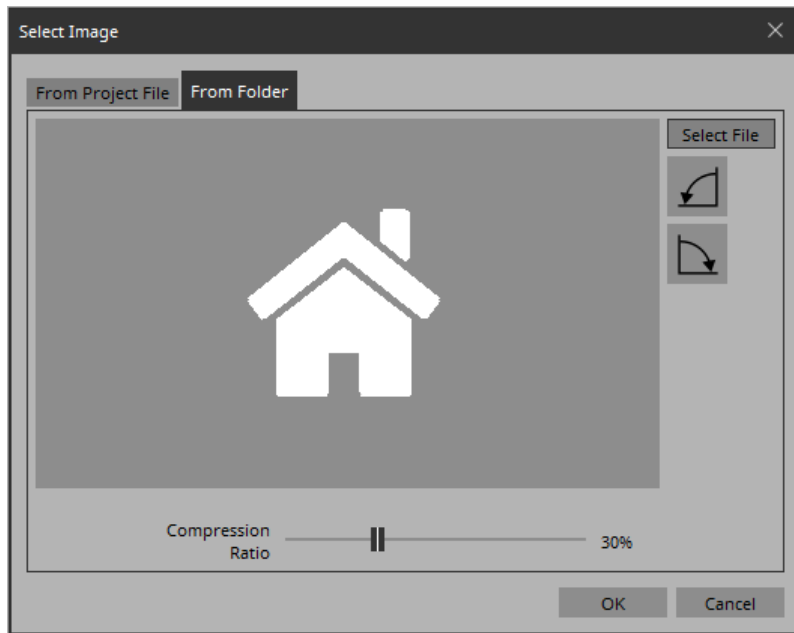 Select Image
From Project File
From Folder
Select File
Compression
Ratio
30%
OK
Cancel